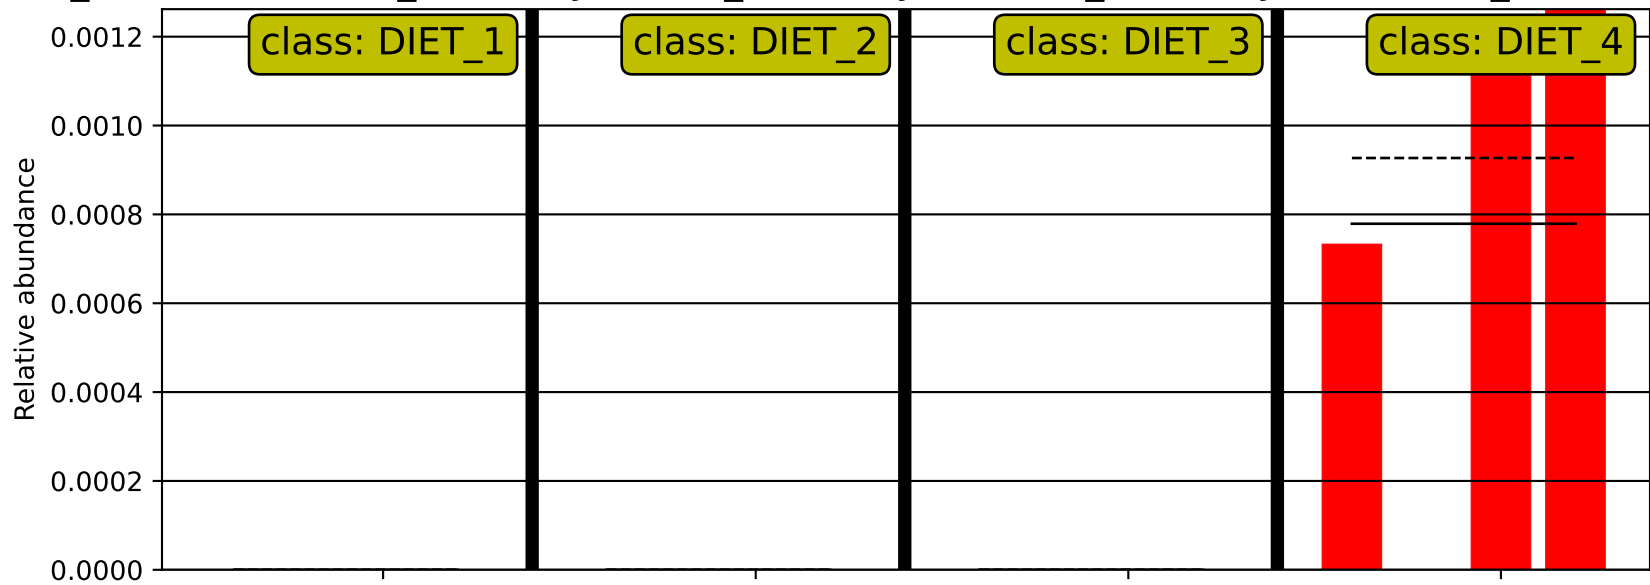 class: DIET_1
class: DIET_2
class: DIET_3
class: DIET_4
Relative abundance
0.0012
0.0010
0.0008
0.0006
0.0004
0.0002
0.0000